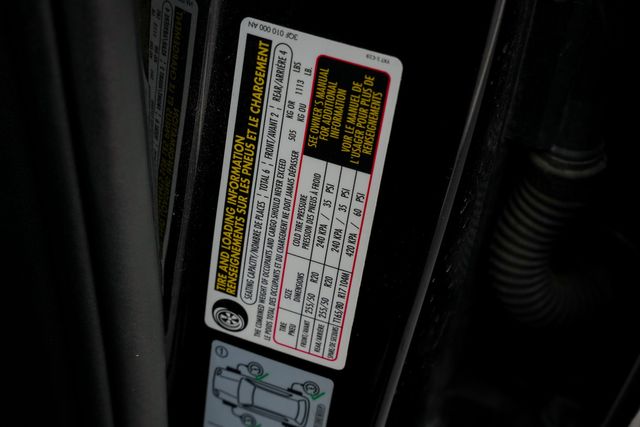 3QF 010 000 AN
TIRE AND LOADING INFORMATION
RENSEIGNEMENTS SUR LES PNEUS ET LE CHARGEMENT
SEATING CAPACITY/NOMBRE DE PLACES TOTAL 6 FRONT/AVANT 2 REAR/ARRIÈRE 4
THE COMBINED WEIGHT OF OCCUPANTS AND CARGO SHOULD NEVER EXCEED 505 KG OR 1113 LBS
LE POIDS TOTAL DES OCCUPANTS ET DU CHARGEMENT NE DOIT JAMAIS DÉPASSER 505 KG OU 1113 LB.
TIRE SIZE COLD TIRE PRESSURE
PNEU DIMENSIONS PRESSION DES PNEUS À FROID
FRONT/AVANT 255/50 R20 240 KPA / 35 PSI
REAR/ARRIÈRE 255/50 R20 240 KPA / 35 PSI
SPARE/DE SECOURS T165/80 R17 104M 420 KPA / 60 PSI
SEE OWNER'S MANUAL
FOR ADDITIONAL
INFORMATION
VOIR LE MANUEL DE
L'USAGER POUR PLUS DE
RENSEIGNEMENTS